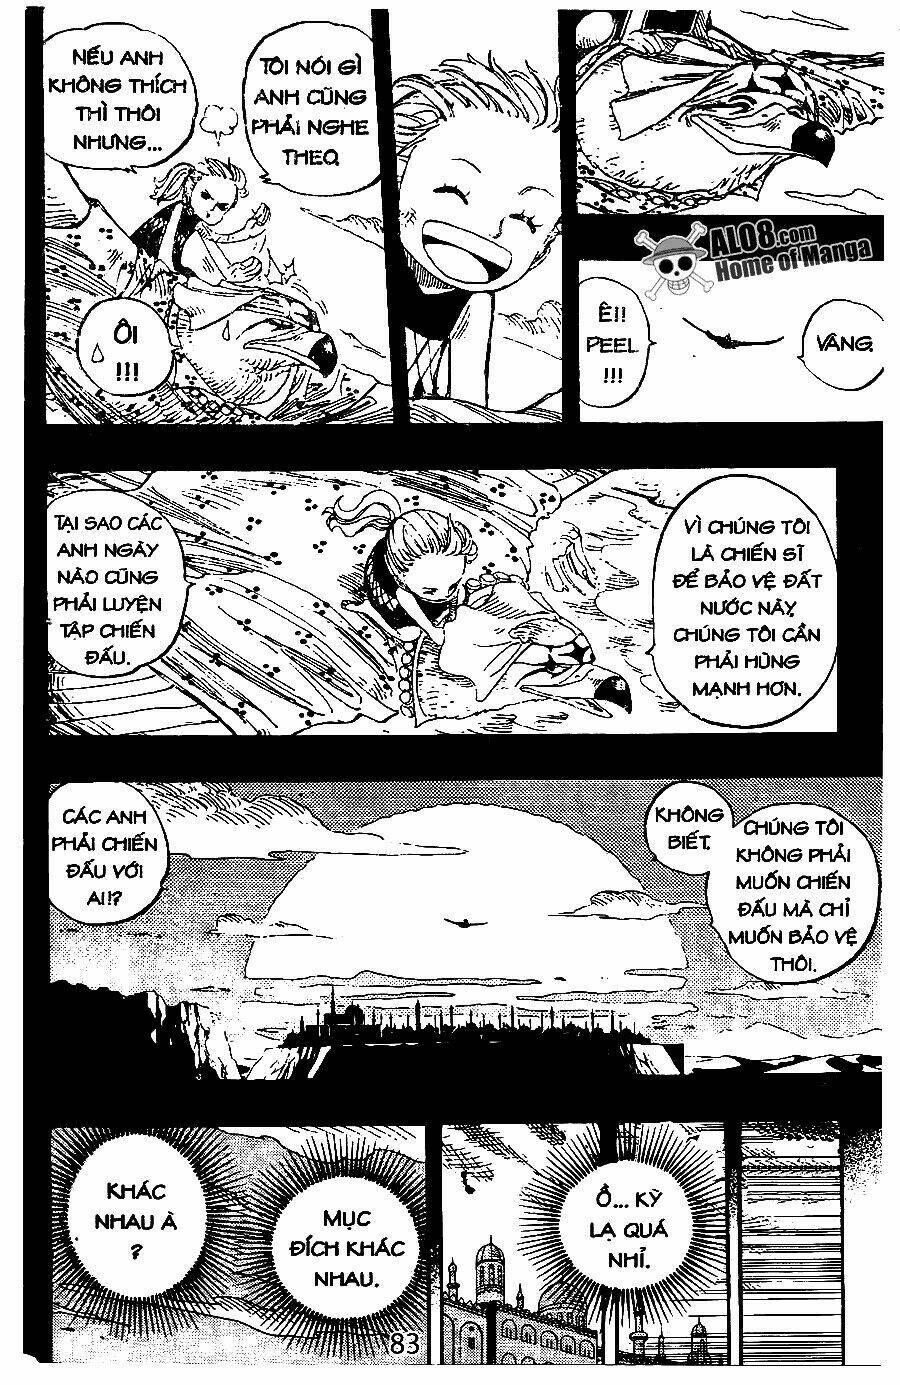 NẾU ANH
KHÔNG THÍCH
THÌ THÔI
NHƯNG...
TÔI NÓI GÌ
ANH CŨNG
PHẢI NGHE
THEO.
ÔI
!!!
AL08.com
Home of Manga
Ê!!
PEEL
!!!
VÂNG.
TẠI SAO CÁC
ANH NGÀY
NÀO CŨNG
PHẢI LUYỆN
TẬP CHIẾN
ĐẤU.
VÌ CHÚNG TÔI
LÀ CHIẾN SĨ
ĐỂ BẢO VỆ ĐẤT
NƯỚC NÀY,
CHÚNG TÔI CẦN
PHẢI HÙNG
MẠNH HƠN.
CÁC ANH
PHẢI CHIẾN
ĐẤU VỚI
AI!?
KHÔNG
BIẾT.
CHÚNG TÔI
KHÔNG PHẢI
MUỐN CHIẾN
ĐẤU MÀ CHỈ
MUỐN BẢO VỆ
THÔI.
KHÁC
NHAU À
?
MỤC
ĐÍCH KHÁC
NHAU.
Ồ... KỲ
LẠ QUÁ
NHỈ.
83